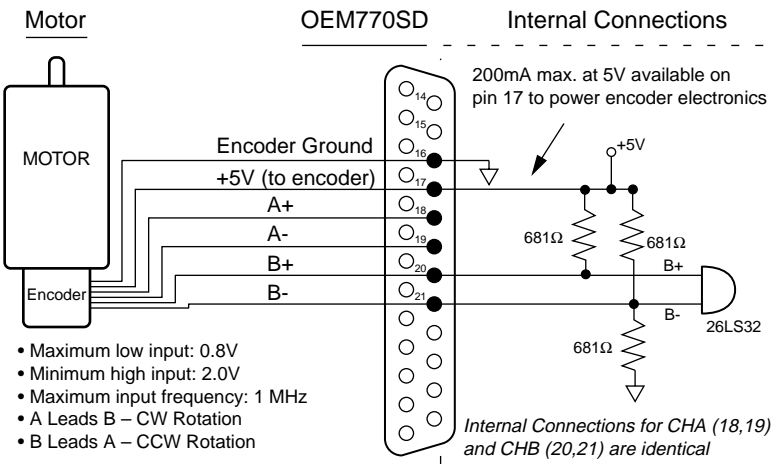 Motor
OEM770SD
Internal Connections
200mA max. at 5V available on
pin 17 to power encoder electronics
14
15
16
17
18
19
20
21
MOTOR
Encoder
Encoder Ground
+5V (to encoder)
A+
A-
B+
B-
+5V
681Ω
681Ω
B+
B-
26LS32
681Ω
• Maximum low input: 0.8V
• Minimum high input: 2.0V
• Maximum input frequency: 1 MHz
• A Leads B – CW Rotation
• B Leads A – CCW Rotation
Internal Connections for CHA (18,19)
and CHB (20,21) are identical